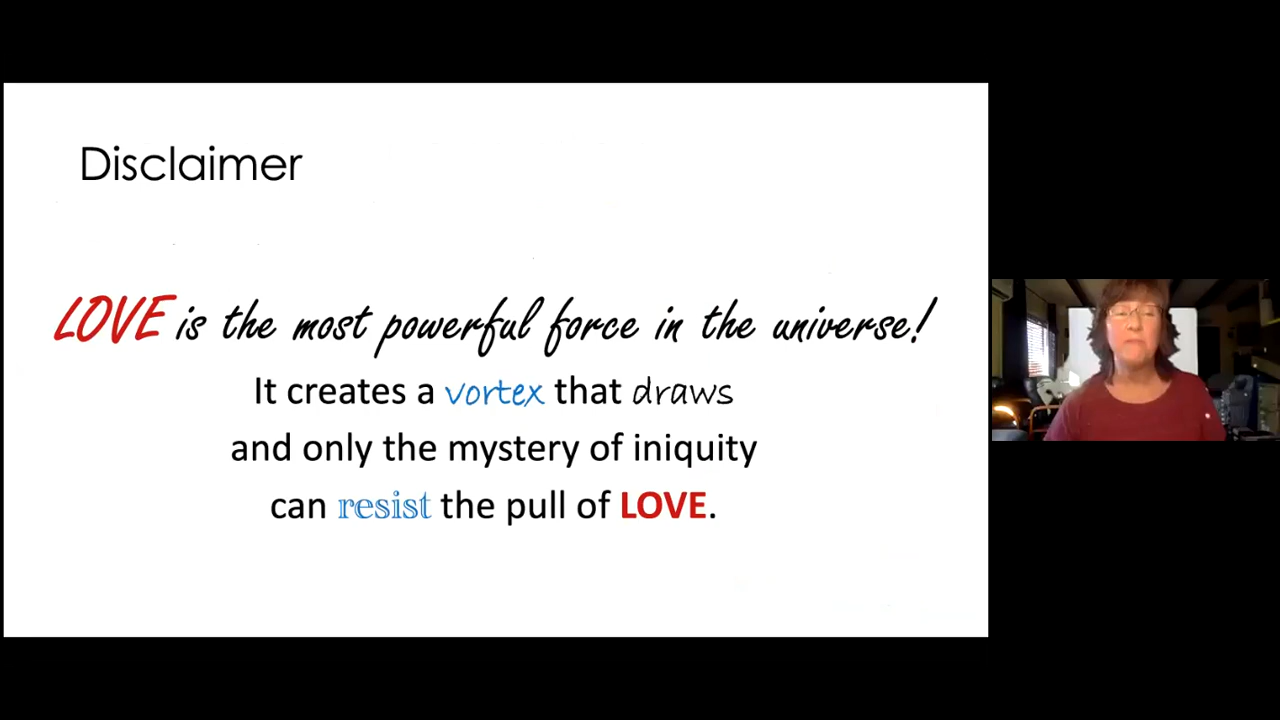 Disclaimer
LOVE is the most powerful force in the universe!
It creates a vortex that draws
and only the mystery of iniquity
can resist the pull of LOVE.